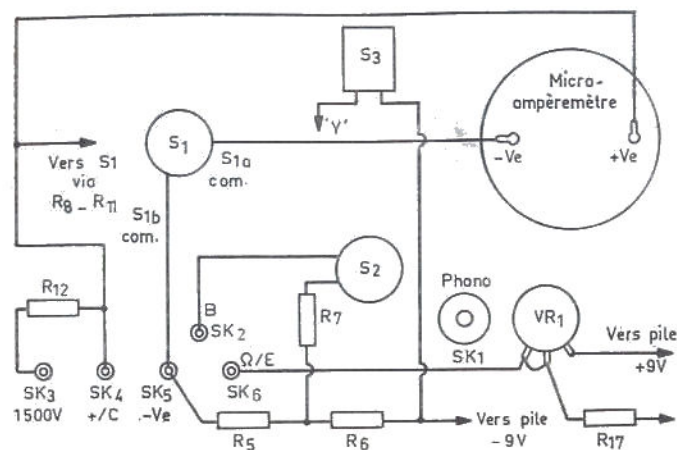 S3
Micro-
ampèremètre
"Y"
S1
S1a
com.
-Ve
+Ve
Vers S1
via
R8 - R11
S1b
com.
R12
S2
B
SK2
R7
Phono
SK1
VR1
Vers pile
+9V
Ω/E
SK3
1500V
SK4
+/C
SK5
-Ve
SK6
R5
R6
Vers pile
-9V
R17